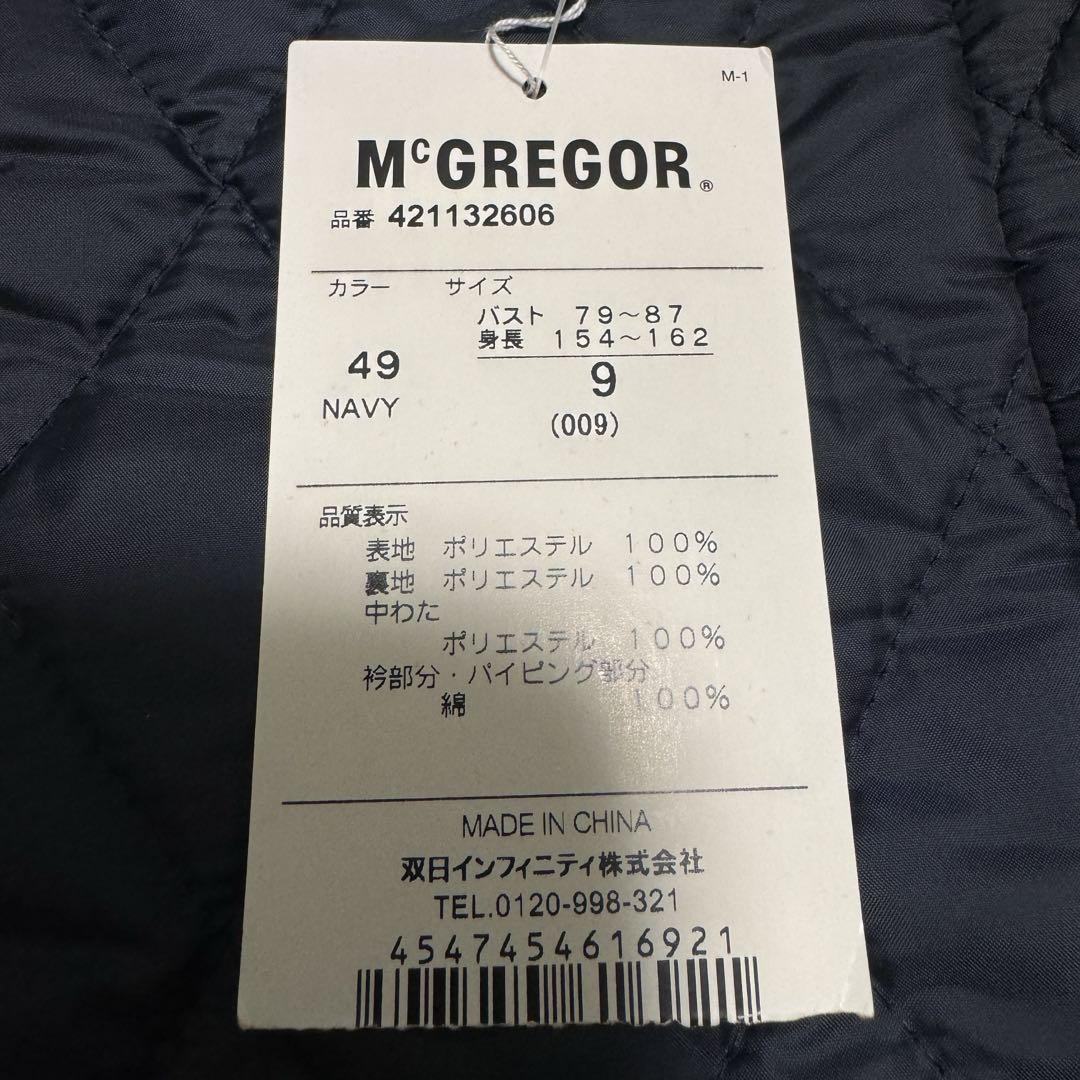 M-1
McGREGOR®
品番 421132606
カラー サイズ
バスト 79〜87
身長 154〜162
49 9
NAVY (009)
品質表示
表地 ポリエステル 100%
裏地 ポリエステル 100%
中わた
ポリエステル 100%
衿部分・パイピング部分
綿 100%
MADE IN CHINA
双日インフィニティ株式会社
TEL.0120-998-321
4547454616921